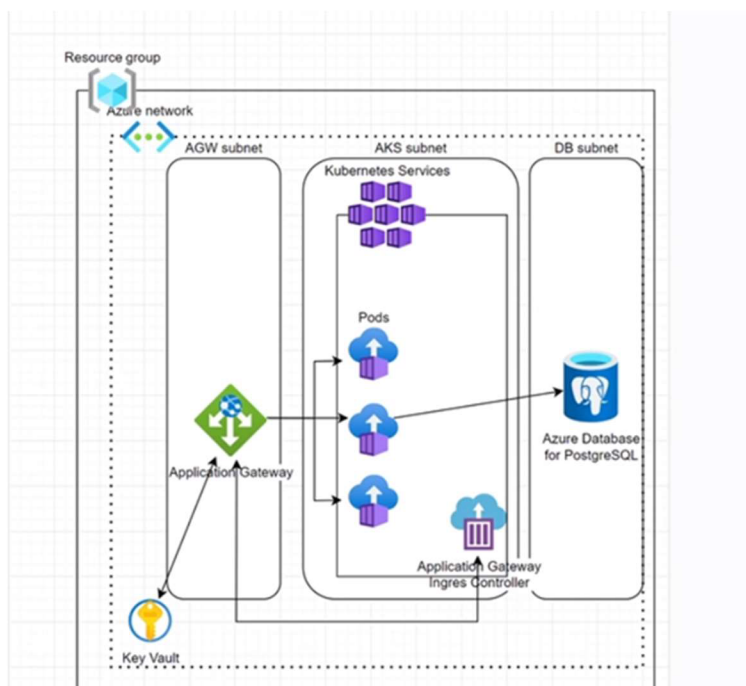 Resource group
Azure network
AGW subnet
AKS subnet
DB subnet
Kubernetes Services
Pods
Azure Database
for PostgreSQL
Application Gateway
Application Gateway
Ingres Controller
Key Vault